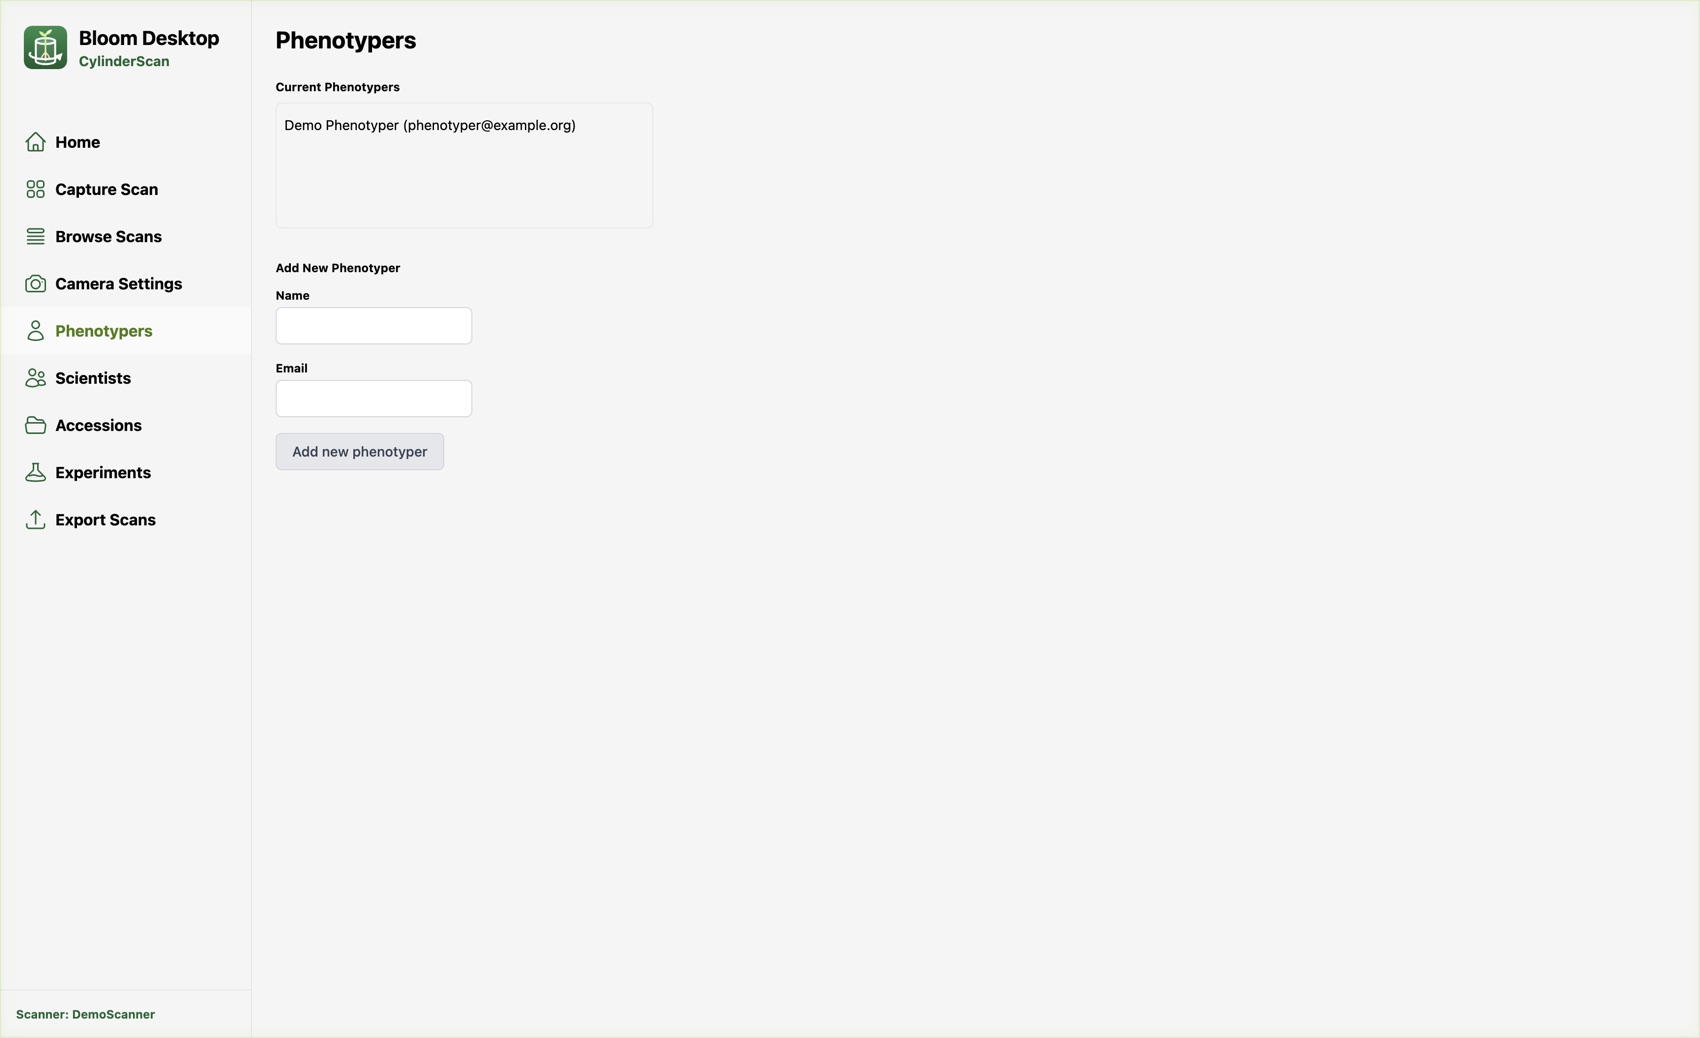 Bloom Desktop
CylinderScan
Home
Capture Scan
Browse Scans
Camera Settings
Phenotypers
Scientists
Accessions
Experiments
Export Scans
Scanner: DemoScanner
Phenotypers
Current Phenotypers
Demo Phenotyper (phenotyper@example.org)
Add New Phenotyper
Name
Email
Add new phenotyper